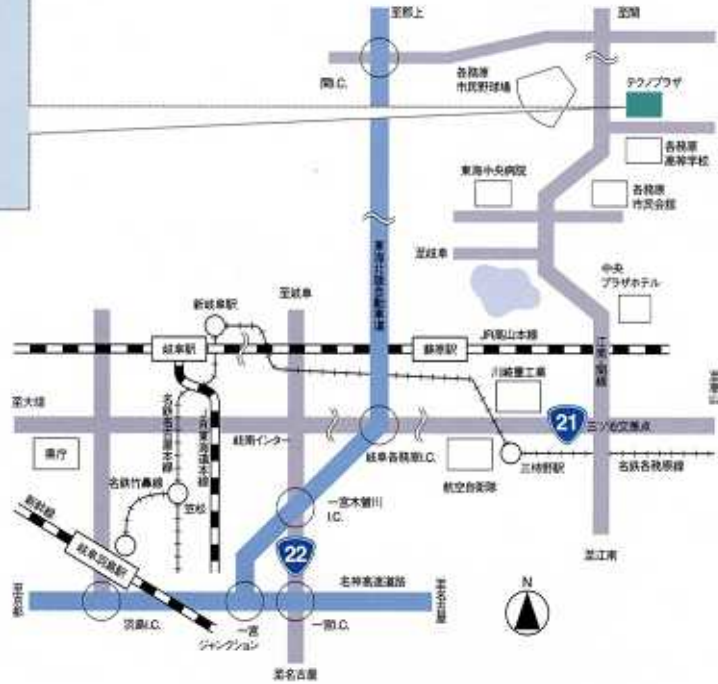 至郡上
至関
関I.C.
各務原
市民野球場
テクノプラザ
各務原
高等学校
東海中央病院
各務原
市民会館
至岐阜
東海北陸自動車道
中央
プラザホテル
新岐阜駅
至岐阜
JR高山本線
岐阜駅
蘇原駅
江南関線
川崎重工業
至大垣
名鉄名古屋本線
JR東海道本線
岐南インター
21
三ツ池交差点
県庁
岐阜各務原I.C.
航空自衛隊
三柿野駅
名鉄各務原線
名鉄竹鼻線
笠松
新幹線
一宮木曽川
I.C.
岐阜羽島駅
22
至江南
至京都
名神高速道路
至名古屋
N
羽島I.C.
一宮
ジャンクション
一宮I.C.
至名古屋